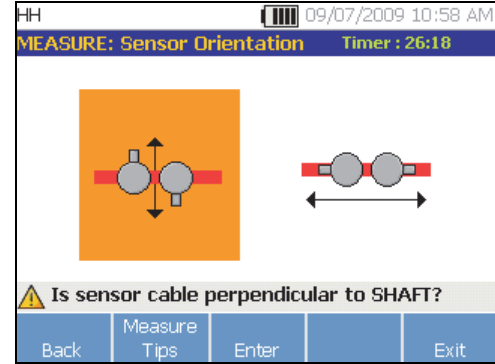 HH 09/07/2009 10:58 AM
MEASURE: Sensor Orientation Timer : 26:18
Is sensor cable perpendicular to SHAFT?
Back Measure Tips Enter Exit